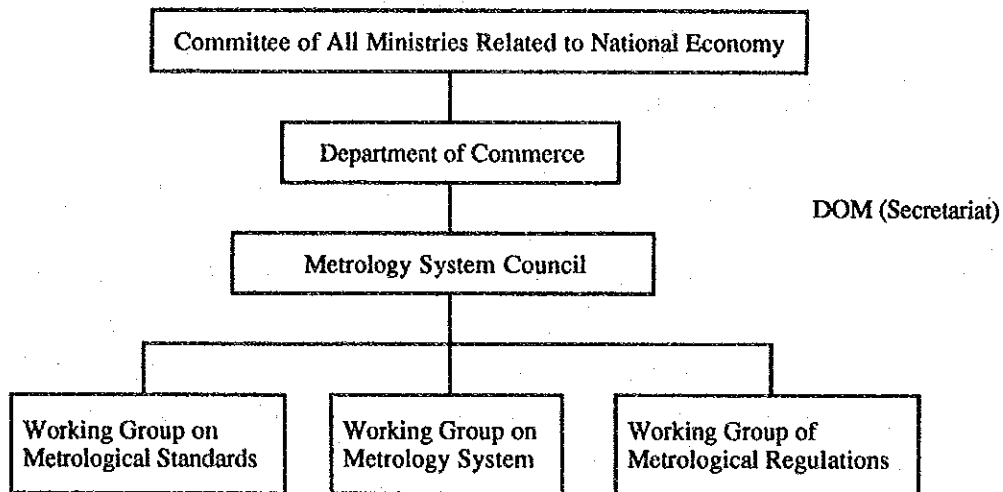 Committee of All Ministries Related to National Economy
Department of Commerce
DOM (Secretariat)
Metrology System Council
Working Group on
Metrological Standards
Working Group on
Metrology System
Working Group of
Metrological Regulations